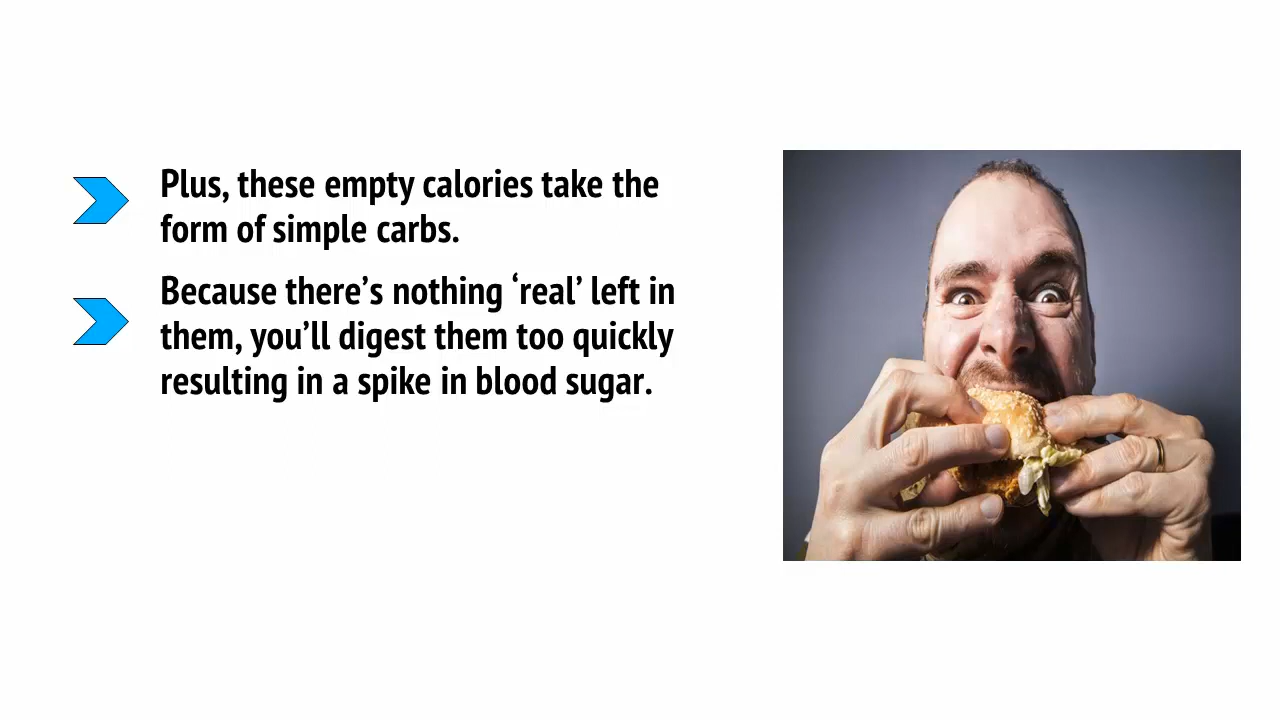 Plus, these empty calories take the
form of simple carbs.
Because there’s nothing ‘real’ left in
them, you’ll digest them too quickly
resulting in a spike in blood sugar.